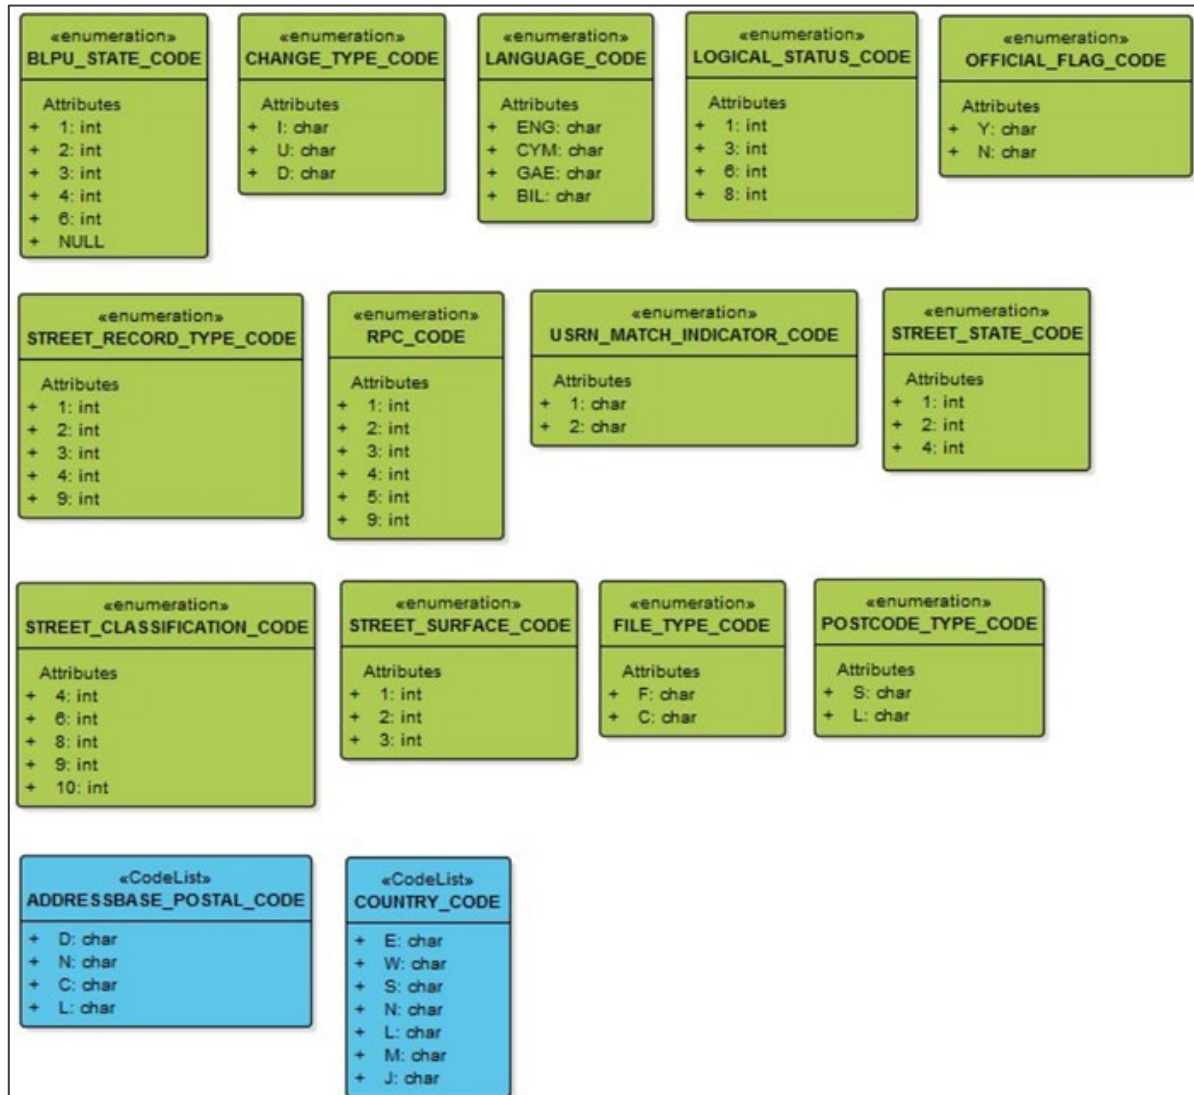 «enumeration»
BLPU_STATE_CODE
Attributes
+ 1: int
+ 2: int
+ 3: int
+ 4: int
+ 6: int
+ NULL
«enumeration»
CHANGE_TYPE_CODE
Attributes
+ I: char
+ U: char
+ D: char
«enumeration»
LANGUAGE_CODE
Attributes
+ ENG: char
+ CYM: char
+ GAE: char
+ BIL: char
«enumeration»
LOGICAL_STATUS_CODE
Attributes
+ 1: int
+ 3: int
+ 6: int
+ 8: int
«enumeration»
OFFICIAL_FLAG_CODE
Attributes
+ Y: char
+ N: char
«enumeration»
STREET_RECORD_TYPE_CODE
Attributes
+ 1: int
+ 2: int
+ 3: int
+ 4: int
+ 9: int
«enumeration»
RPC_CODE
Attributes
+ 1: int
+ 2: int
+ 3: int
+ 4: int
+ 5: int
+ 9: int
«enumeration»
USRN_MATCH_INDICATOR_CODE
Attributes
+ 1: char
+ 2: char
«enumeration»
STREET_STATE_CODE
Attributes
+ 1: int
+ 2: int
+ 4: int
«enumeration»
STREET_CLASSIFICATION_CODE
Attributes
+ 4: int
+ 6: int
+ 8: int
+ 9: int
+ 10: int
«enumeration»
STREET_SURFACE_CODE
Attributes
+ 1: int
+ 2: int
+ 3: int
«enumeration»
FILE_TYPE_CODE
Attributes
+ F: char
+ C: char
«enumeration»
POSTCODE_TYPE_CODE
Attributes
+ S: char
+ L: char
«CodeList»
ADDRESSBASE_POSTAL_CODE
+ D: char
+ N: char
+ C: char
+ L: char
«CodeList»
COUNTRY_CODE
+ E: char
+ W: char
+ S: char
+ N: char
+ L: char
+ M: char
+ J: char